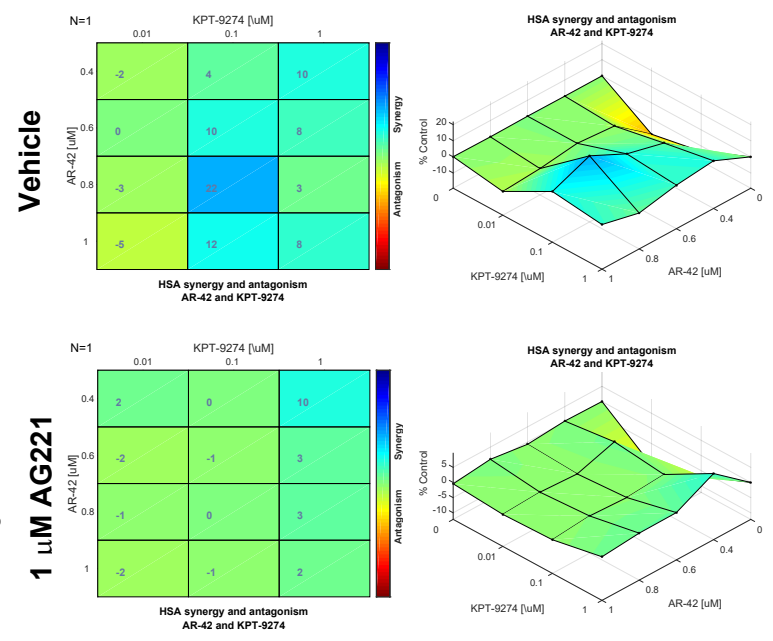 Vehicle
N=1
KPT-9274 [\uM]
0.01 0.1 1
AR-42 [uM]
0.4 -2 4 10
0.6 0 10 8
0.8 -3 22 3
1 -5 12 8
Antagonism Synergy
HSA synergy and antagonism
AR-42 and KPT-9274
HSA synergy and antagonism
AR-42 and KPT-9274
% Control
20
10
0
-10
0 0.01 0.1 1
KPT-9274 [\uM]
1 0.8 0.6 0.4 0
AR-42 [uM]
1 uM AG221
N=1
KPT-9274 [\uM]
0.01 0.1 1
AR-42 [uM]
0.4 2 0 10
0.6 -2 -1 3
0.8 -1 0 3
1 -2 -1 2
Antagonism Synergy
HSA synergy and antagonism
AR-42 and KPT-9274
HSA synergy and antagonism
AR-42 and KPT-9274
% Control
5
0
-5
-10
0 0.01 0.1 1
KPT-9274 [\uM]
1 0.8 0.6 0.4 0
AR-42 [uM]